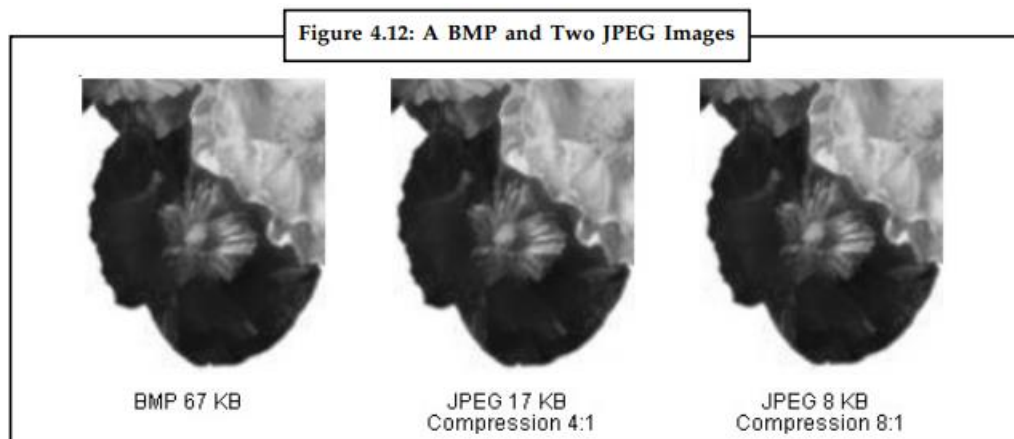 Figure 4.12: A BMP and Two JPEG Images
BMP 67 KB
JPEG 17 KB
Compression 4:1
JPEG 8 KB
Compression 8:1